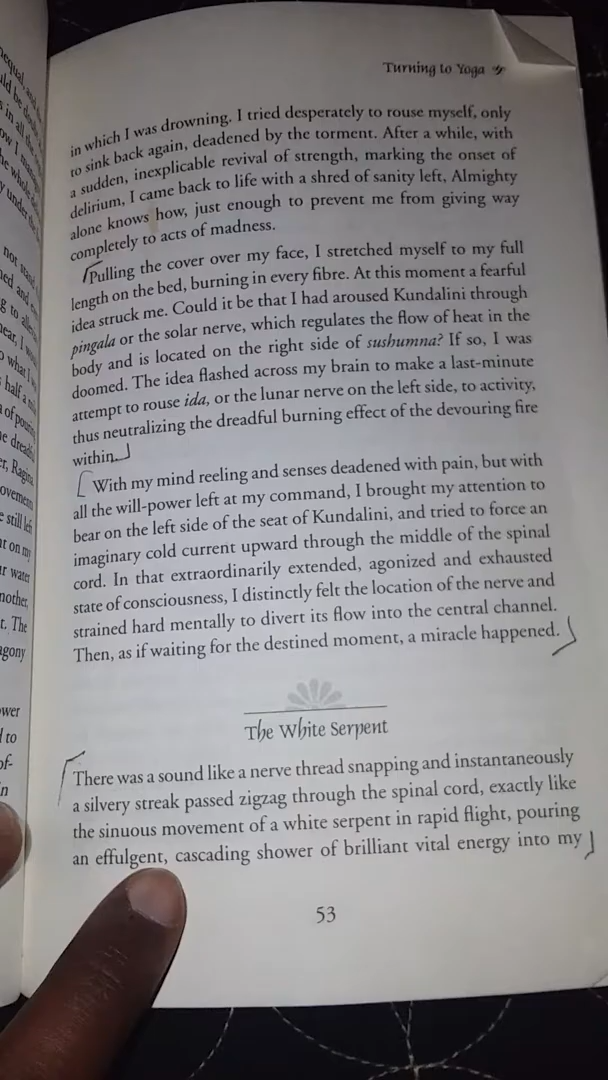 Turning to Yoga
in which I was drowning. I tried desperately to rouse myself, only
to sink back again, deadened by the torment. After a while, with
a sudden, inexplicable revival of strength, marking the onset of
delirium, I came back to life with a shred of sanity left, Almighty
alone knows how, just enough to prevent me from giving way
completely to acts of madness.
Pulling the cover over my face, I stretched myself to my full
length on the bed, burning in every fibre. At this moment a fearful
idea struck me. Could it be that I had aroused Kundalini through
pingala or the solar nerve, which regulates the flow of heat in the
body and is located on the right side of sushumna? If so, I was
doomed. The idea flashed across my brain to make a last-minute
attempt to rouse ida, or the lunar nerve on the left side, to activity,
thus neutralizing the dreadful burning effect of the devouring fire
within.
With my mind reeling and senses deadened with pain, but with
all the will-power left at my command, I brought my attention to
bear on the left side of the seat of Kundalini, and tried to force an
imaginary cold current upward through the middle of the spinal
cord. In that extraordinarily extended, agonized and exhausted
state of consciousness, I distinctly felt the location of the nerve and
strained hard mentally to divert its flow into the central channel.
Then, as if waiting for the destined moment, a miracle happened.
The White Serpent
There was a sound like a nerve thread snapping and instantaneously
a silvery streak passed zigzag through the spinal cord, exactly like
the sinuous movement of a white serpent in rapid flight, pouring
an effulgent, cascading shower of brilliant vital energy into my
53